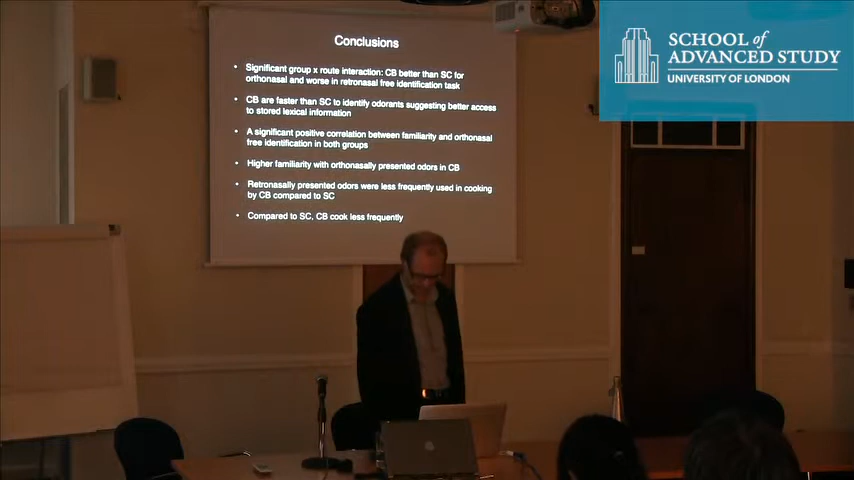 Conclusions
• Significant group x route interaction: CB better than SC for
orthonasal and worse in retronasal free identification task
• CB are faster than SC to identify odorants suggesting better access
to stored lexical information
• A significant positive correlation between familiarity and orthonasal
free identification in both groups
• Higher familiarity with orthonasally presented odors in CB
• Retronasally presented odors were less frequently used in cooking
by CB compared to SC
• Compared to SC, CB cook less frequently
SCHOOL of
ADVANCED STUDY
UNIVERSITY OF LONDON